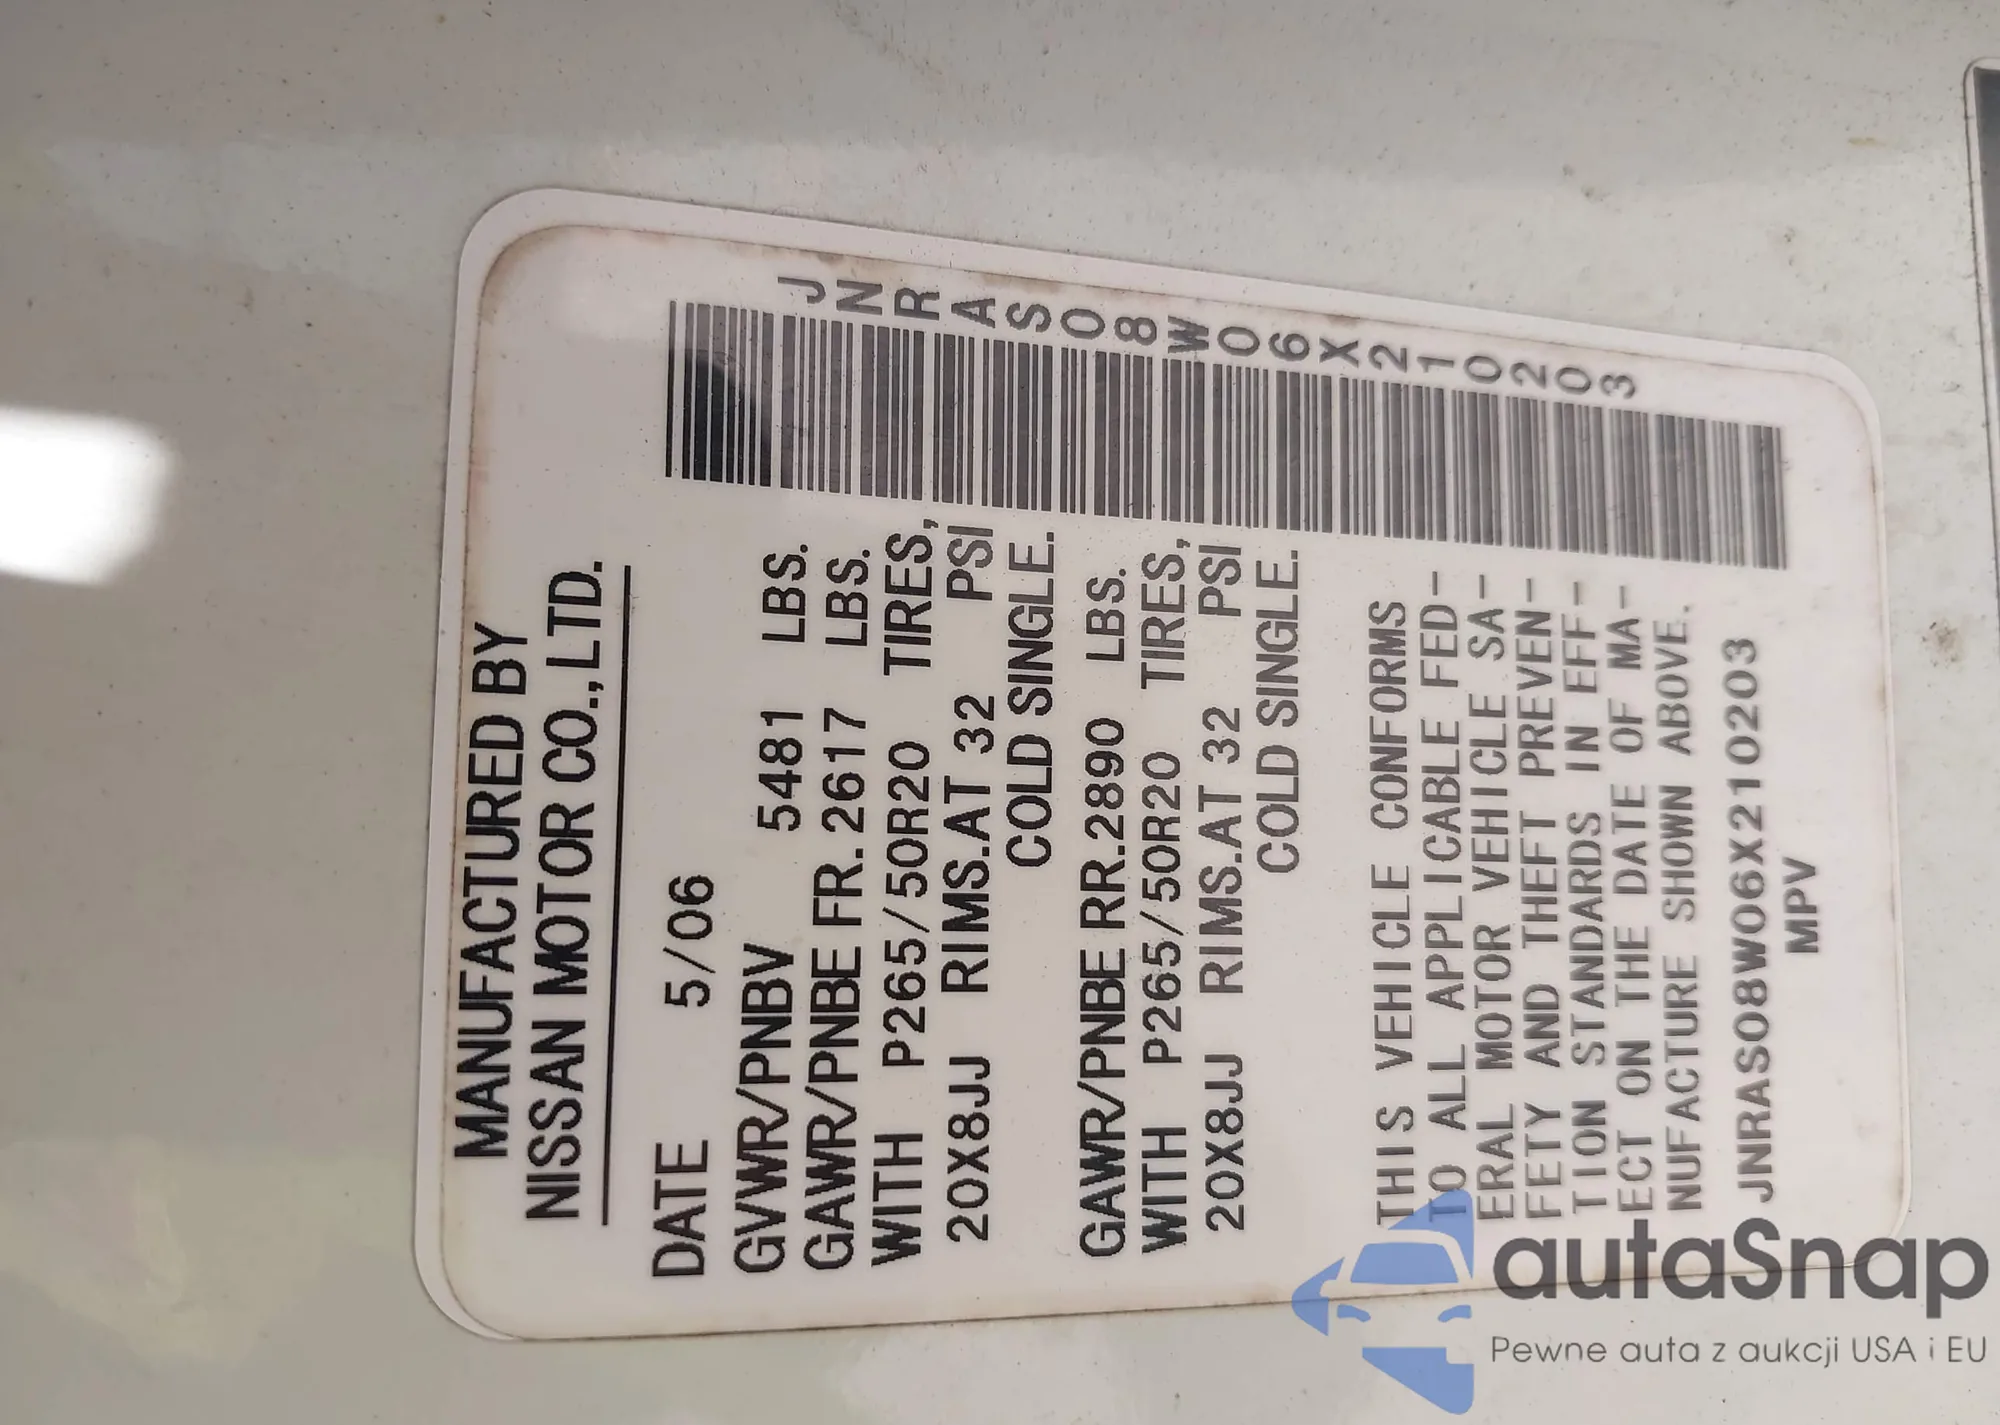 MANUFACTURED BY
NISSAN MOTOR CO.,LTD.
DATE 5/06
GVWR/PNBV 5481 LBS.
GAWR/PNBE FR. 2617 LBS.
WITH P265/50R20 TIRES,
20X8JJ RIMS.AT 32 PSI
COLD SINGLE.
GAWR/PNBE RR.2890 LBS.
WITH P265/50R20 TIRES,
20X8JJ RIMS.AT 32 PSI
COLD SINGLE.
THIS VEHICLE CONFORMS
TO ALL APPLICABLE FED-
ERAL MOTOR VEHICLE SA-
FETY AND THEFT PREVEN-
TION STANDARDS IN EFF-
ECT ON THE DATE OF MA-
NUFACTURE SHOWN ABOVE.
JNRAS08W06X210203
MPV
JNRAS08W06X210203
autaSnap
Pewne auta z aukcji USA i EU